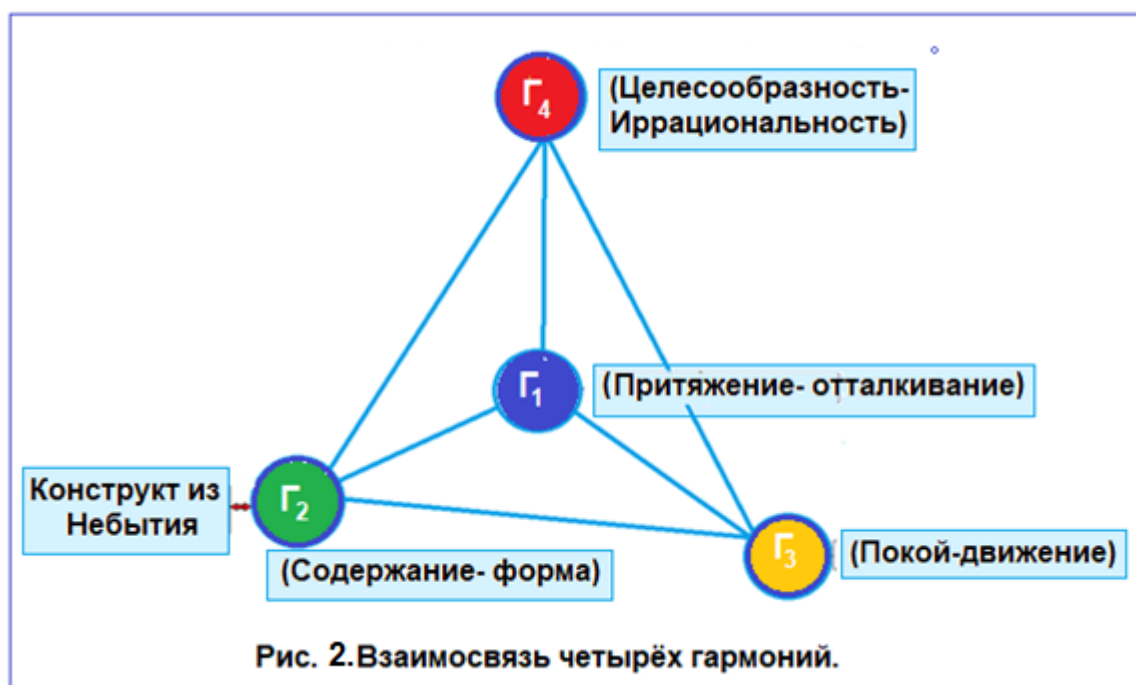 Г4
(Целесообразность-
Иррациональность)
Г1
(Притяжение- отталкивание)
Конструкт из
Небытия
Г2
(Содержание- форма)
Г3
(Покой-движение)
Рис. 2.Взаимосвязь четырёх гармоний.